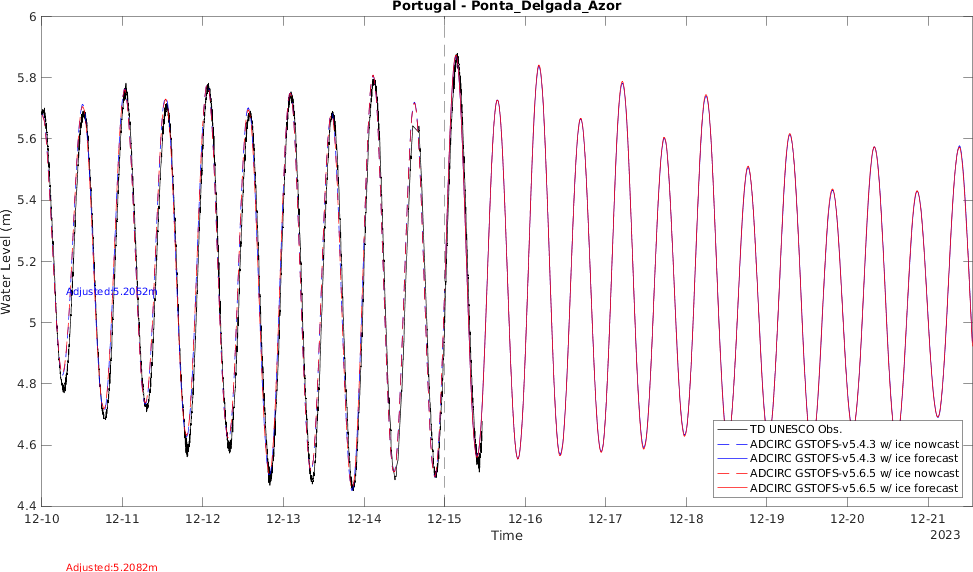 Portugal - Ponta_Delgada_Azor
6
5.8
5.6
5.4
5.2
5
4.8
4.6
4.4
Water Level (m)
Adjusted:5.2052m
TD UNESCO Obs.
ADCIRC GSTOFS-v5.4.3 w/ ice nowcast
ADCIRC GSTOFS-v5.4.3 w/ ice forecast
ADCIRC GSTOFS-v5.6.5 w/ ice nowcast
ADCIRC GSTOFS-v5.6.5 w/ ice forecast
12-10 12-11 12-12 12-13 12-14 12-15 12-16 12-17 12-18 12-19 12-20 12-21
Time
2023
Adjusted:5.2082m